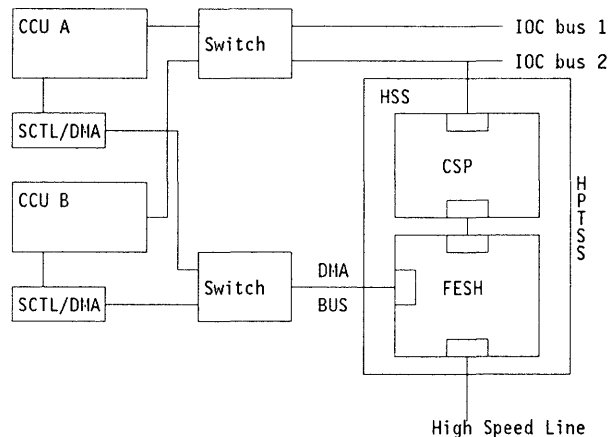 CCU A
Switch
IOC bus 1
IOC bus 2
HSS
SCTL/DMA
CSP
HPTSS
CCU B
Switch
DMA
BUS
FESH
SCTL/DMA
High Speed Line